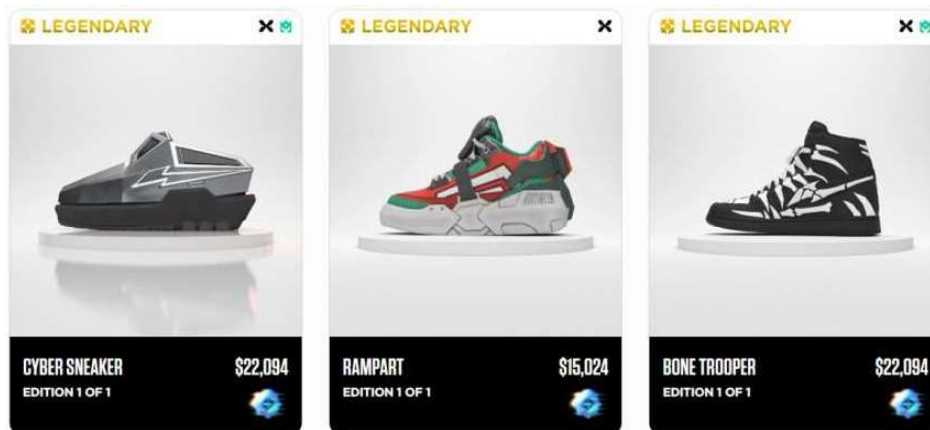 LEGENDARY
CYBER SNEAKER $22,094
EDITION 1 OF 1
LEGENDARY
RAMPART $15,024
EDITION 1 OF 1
LEGENDARY
BONE TROOPER $22,094
EDITION 1 OF 1